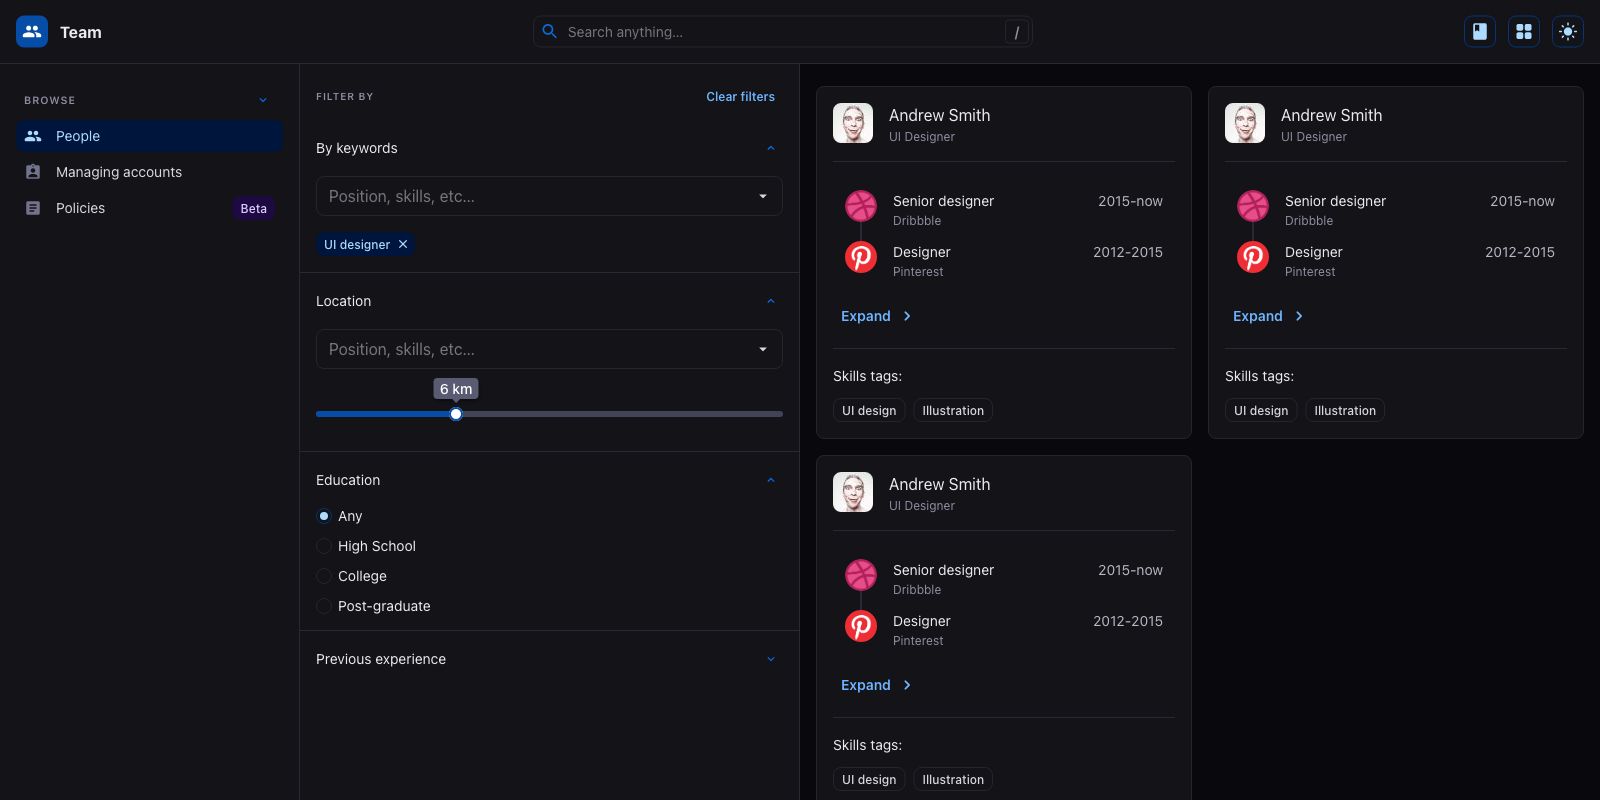 Team
Search anything...
/
BROWSE
People
Managing accounts
Policies
Beta
FILTER BY
Clear filters
By keywords
Position, skills, etc...
UI designer
Location
Position, skills, etc...
6 km
Education
Any
High School
College
Post-graduate
Previous experience
Andrew Smith
UI Designer
Senior designer
2015-now
Dribbble
Designer
2012-2015
Pinterest
Expand
Skills tags:
UI design
Illustration
Andrew Smith
UI Designer
Senior designer
2015-now
Dribbble
Designer
2012-2015
Pinterest
Expand
Skills tags:
UI design
Illustration
Andrew Smith
UI Designer
Senior designer
2015-now
Dribbble
Designer
2012-2015
Pinterest
Expand
Skills tags:
UI design
Illustration